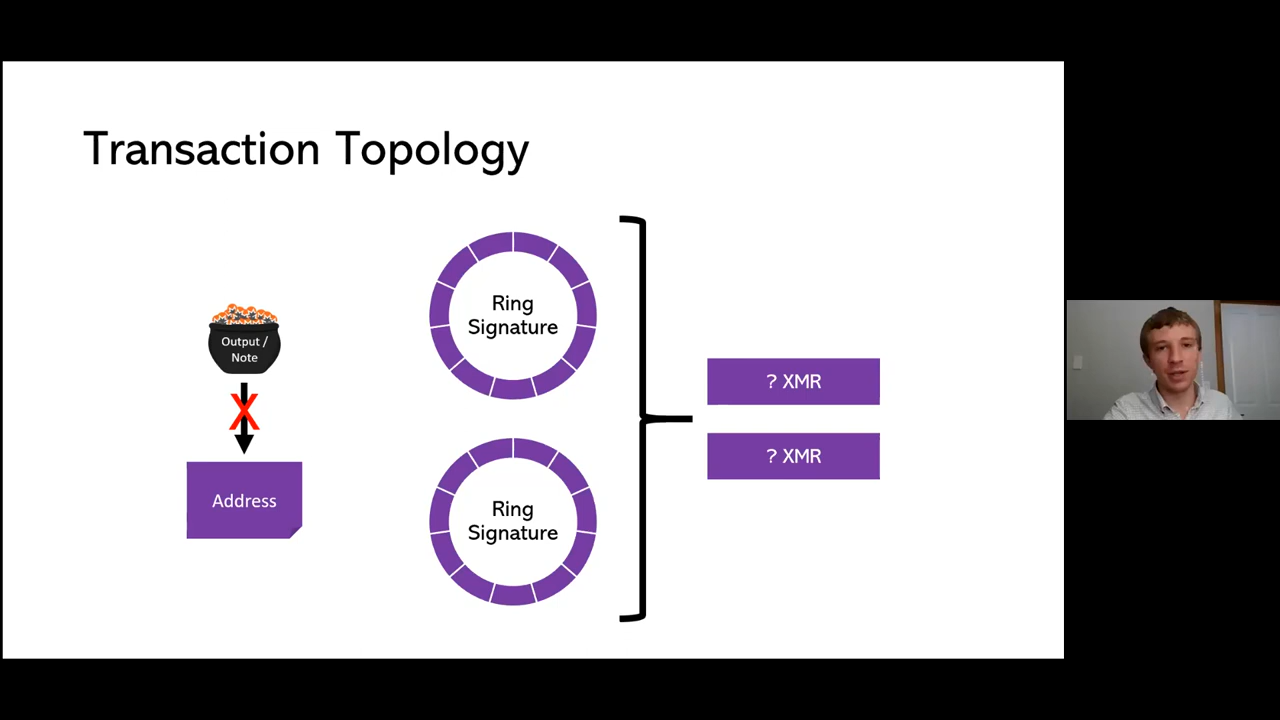 Transaction Topology
Output /
Note
X
Address
Ring
Signature
Ring
Signature
? XMR
? XMR